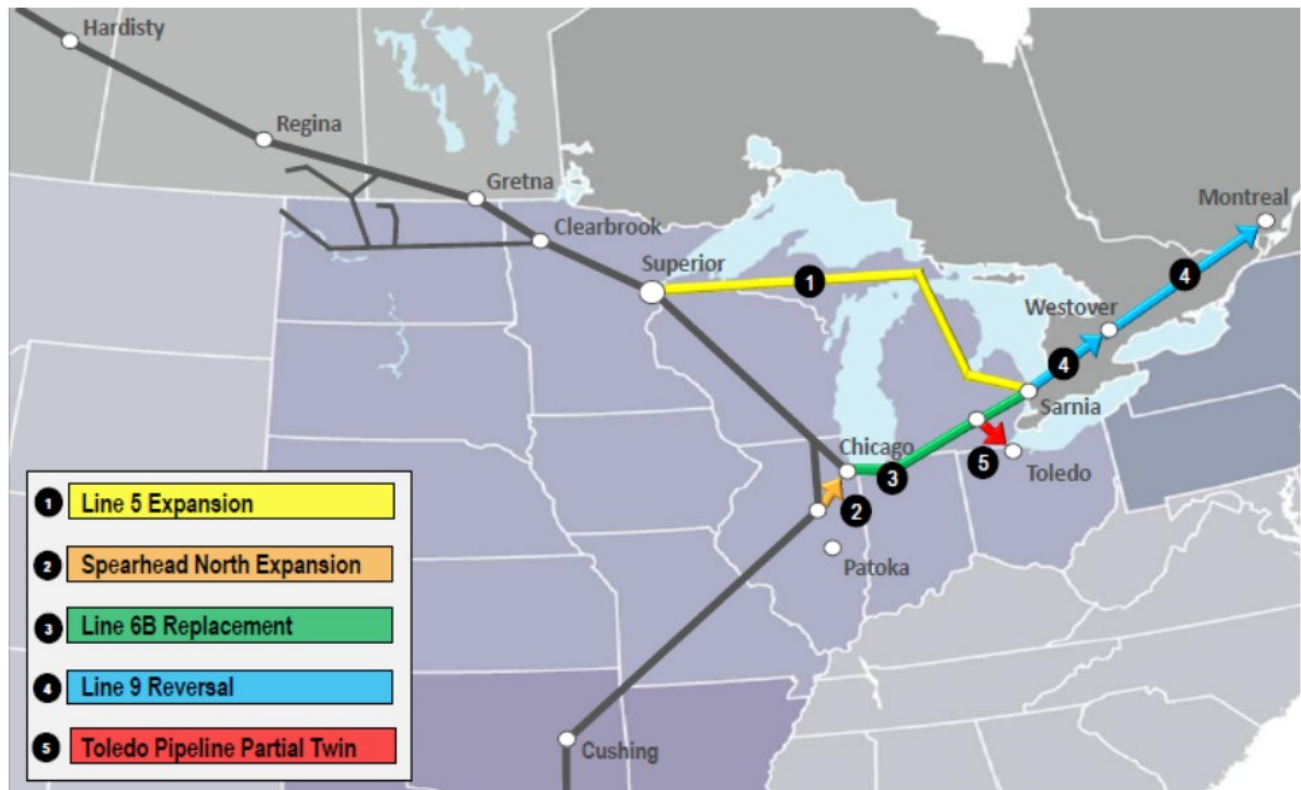 Hardisty
Regina
Gretna
Clearbrook
Superior
1
Montreal
4
Westover
4
Sarnia
Chicago
3
5
Toledo
2
Patoka
Cushing
1 Line 5 Expansion
2 Spearhead North Expansion
3 Line 6B Replacement
4 Line 9 Reversal
5 Toledo Pipeline Partial Twin